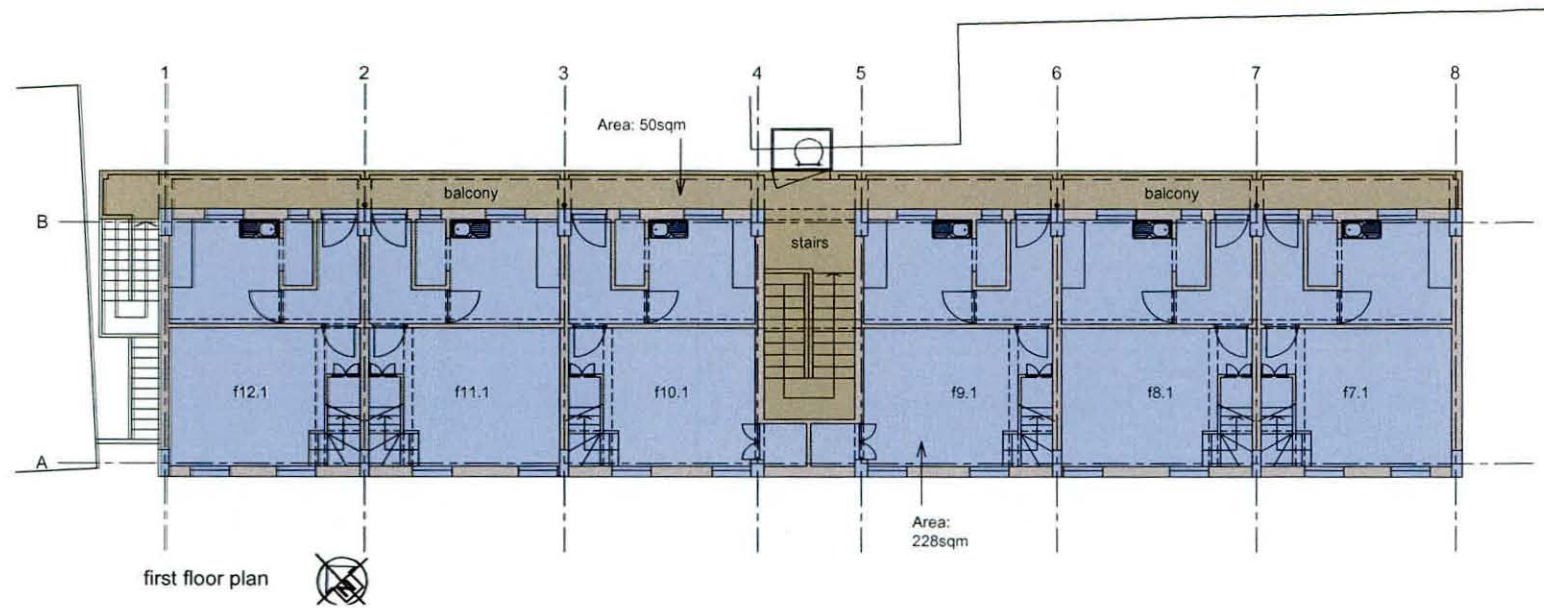 1 2 3 4 5 6 7 8
Area: 50sqm
balcony balcony
B
stairs
f12.1 f11.1 f10.1 f9.1 f8.1 f7.1
A
Area:
228sqm
first floor plan
N